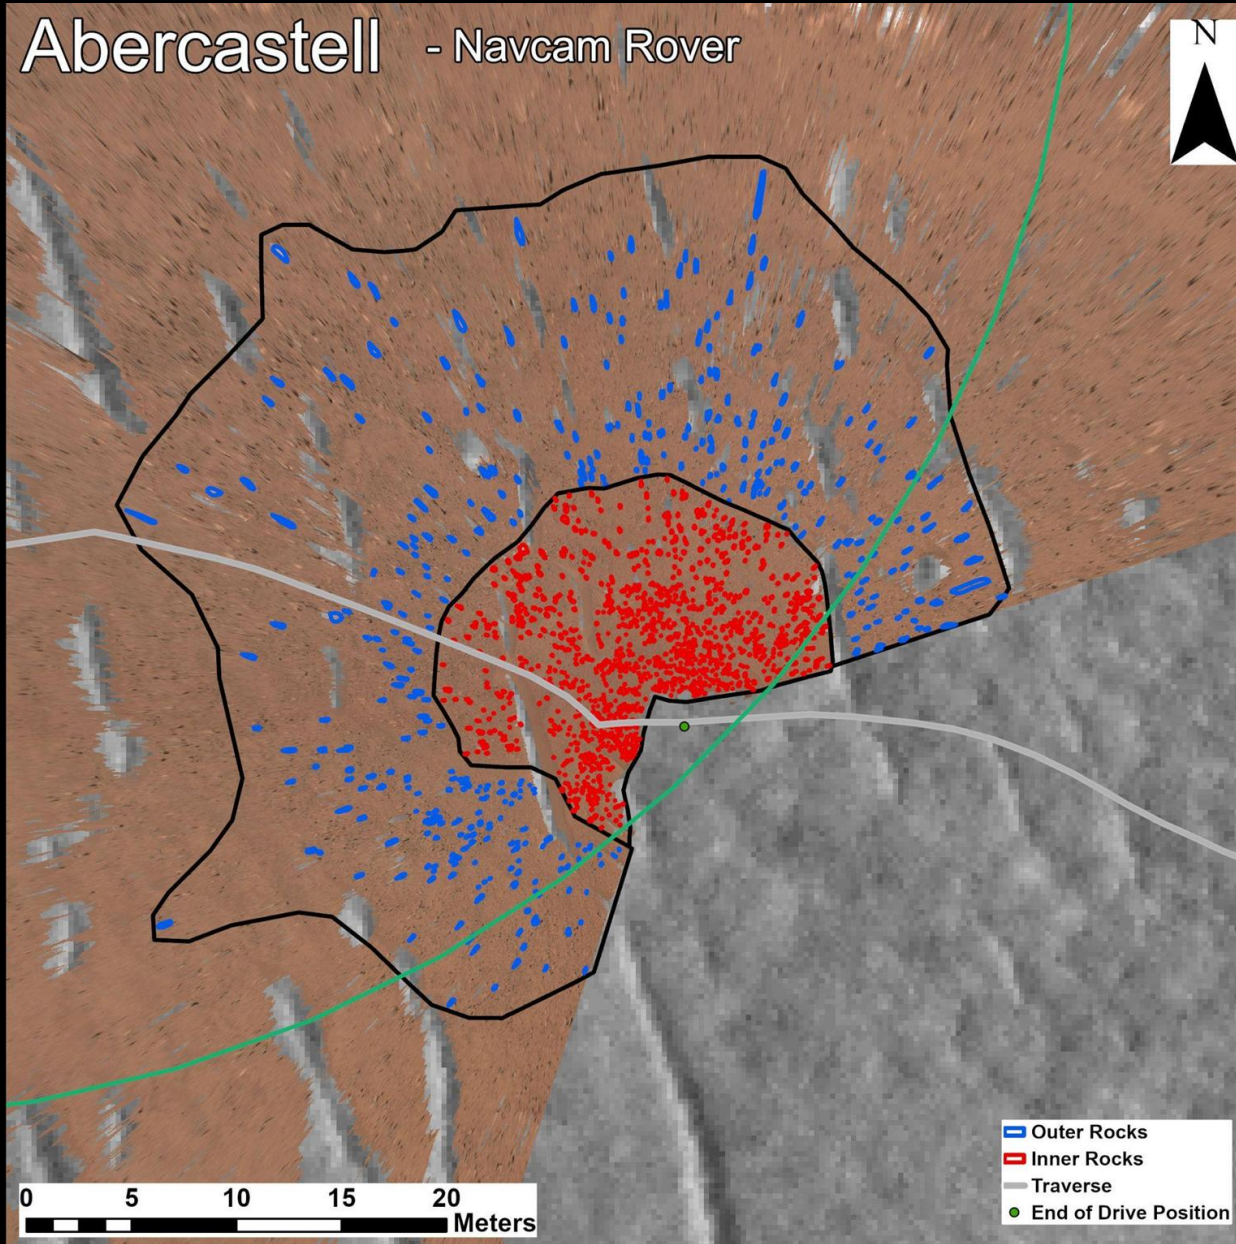 Abercastell - Navcam Rover
N
Outer Rocks
Inner Rocks
Traverse
End of Drive Position
0 5 10 15 20
Meters